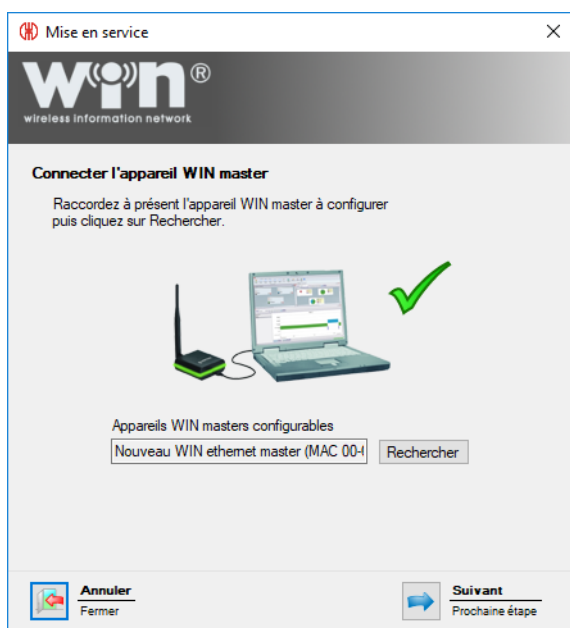 Mise en service
WIN®
wireless information network
Connecter l'appareil WIN master
Raccordez à présent l'appareil WIN master à configurer
puis cliquez sur Rechercher.
Appareils WIN masters configurables
Nouveau WIN ethernet master (MAC 00-
Rechercher
Annuler
Fermer
Suivant
Prochaine étape